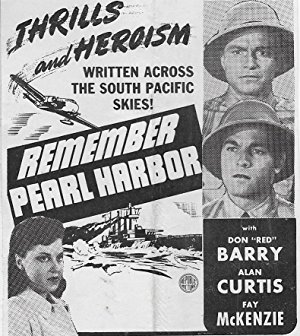 THRILLS
and HEROISM
WRITTEN ACROSS
THE SOUTH PACIFIC
SKIES!
REMEMBER
PEARL HARBOR
with
DON "RED"
BARRY
ALAN
CURTIS
FAY
McKENZIE